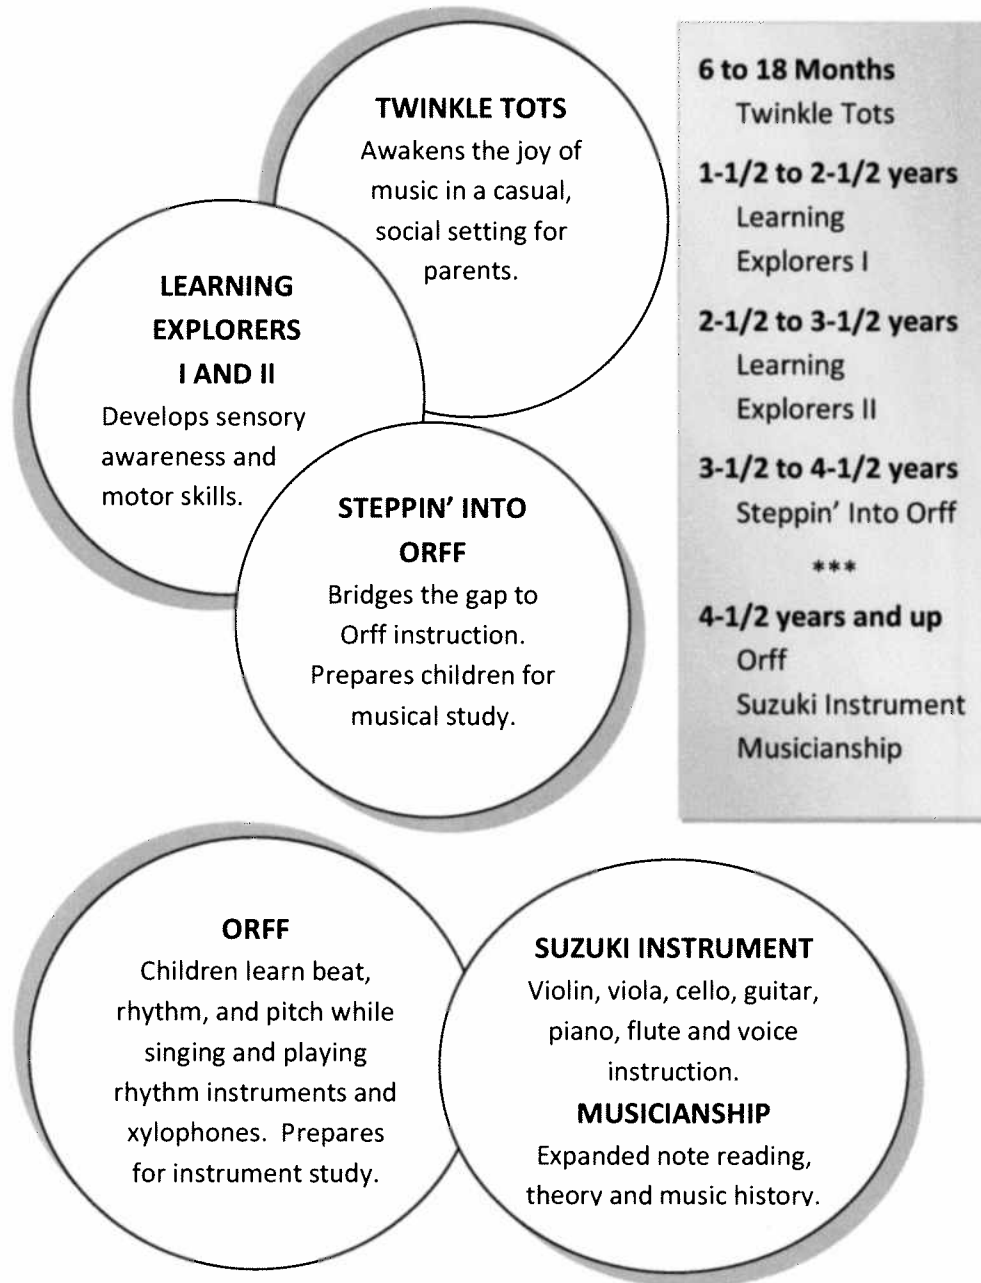 TWINKLE TOTS
Awakens the joy of
music in a casual,
social setting for
parents.
LEARNING
EXPLORERS
I AND II
Develops sensory
awareness and
motor skills.
STEPPIN’ INTO
ORFF
Bridges the gap to
Orff instruction.
Prepares children for
musical study.
6 to 18 Months
Twinkle Tots
1-1/2 to 2-1/2 years
Learning
Explorers I
2-1/2 to 3-1/2 years
Learning
Explorers II
3-1/2 to 4-1/2 years
Steppin’ Into Orff
***
4-1/2 years and up
Orff
Suzuki Instrument
Musicianship
ORFF
Children learn beat,
rhythm, and pitch while
singing and playing
rhythm instruments and
xylophones. Prepares
for instrument study.
SUZUKI INSTRUMENT
Violin, viola, cello, guitar,
piano, flute and voice
instruction.
MUSICIANSHIP
Expanded note reading,
theory and music history.